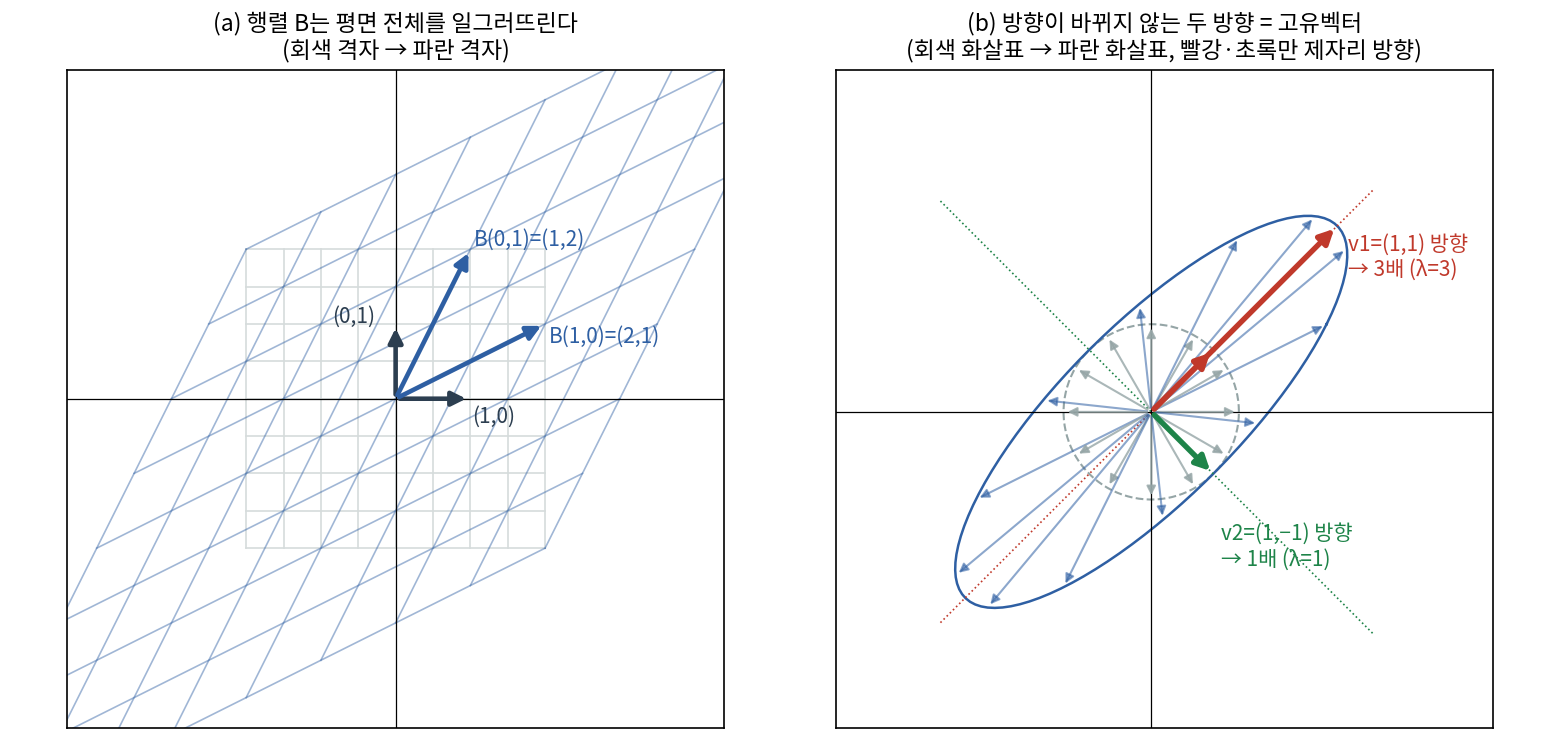 (a) 행렬 B는 평면 전체를 일그러뜨린다
(회색 격자 → 파란 격자)
B(0,1)=(1,2)
(0,1)
B(1,0)=(2,1)
(1,0)
(b) 방향이 바뀌지 않는 두 방향 = 고유벡터
(회색 화살표 → 파란 화살표, 빨강·초록만 제자리 방향)
v1=(1,1) 방향
→ 3배 (λ=3)
v2=(1,−1) 방향
→ 1배 (λ=1)